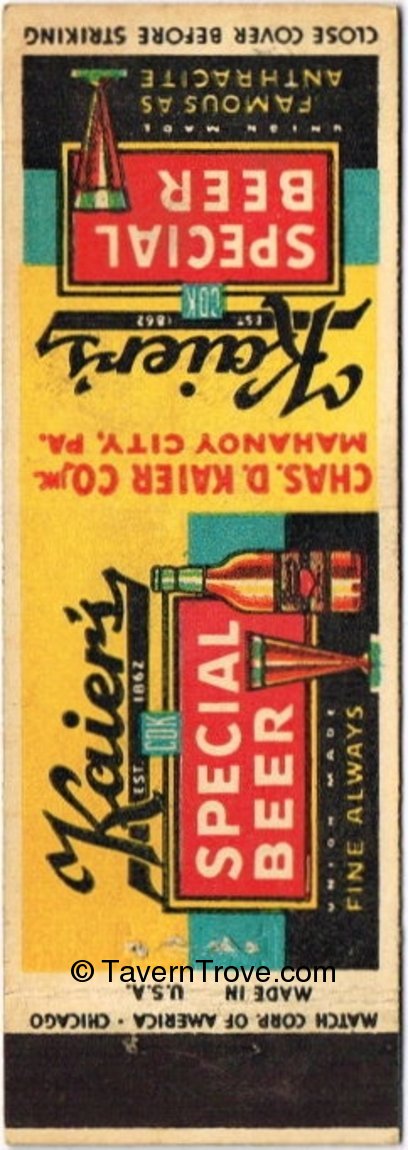 CLOSE COVER BEFORE STRIKING
FAMOUS AS
ANTHRACITE
UNION MADE
SPECIAL
BEER
CDK
EST. 1862
Kaier's
CHAS. D. KAIER CO., INC.
MAHANOY CITY, PA.
Kaier's
EST. 1862
CDK
SPECIAL
BEER
UNION MADE
FINE ALWAYS
© TavernTrove.com
MADE IN U.S.A.
MATCH CORP. OF AMERICA · CHICAGO